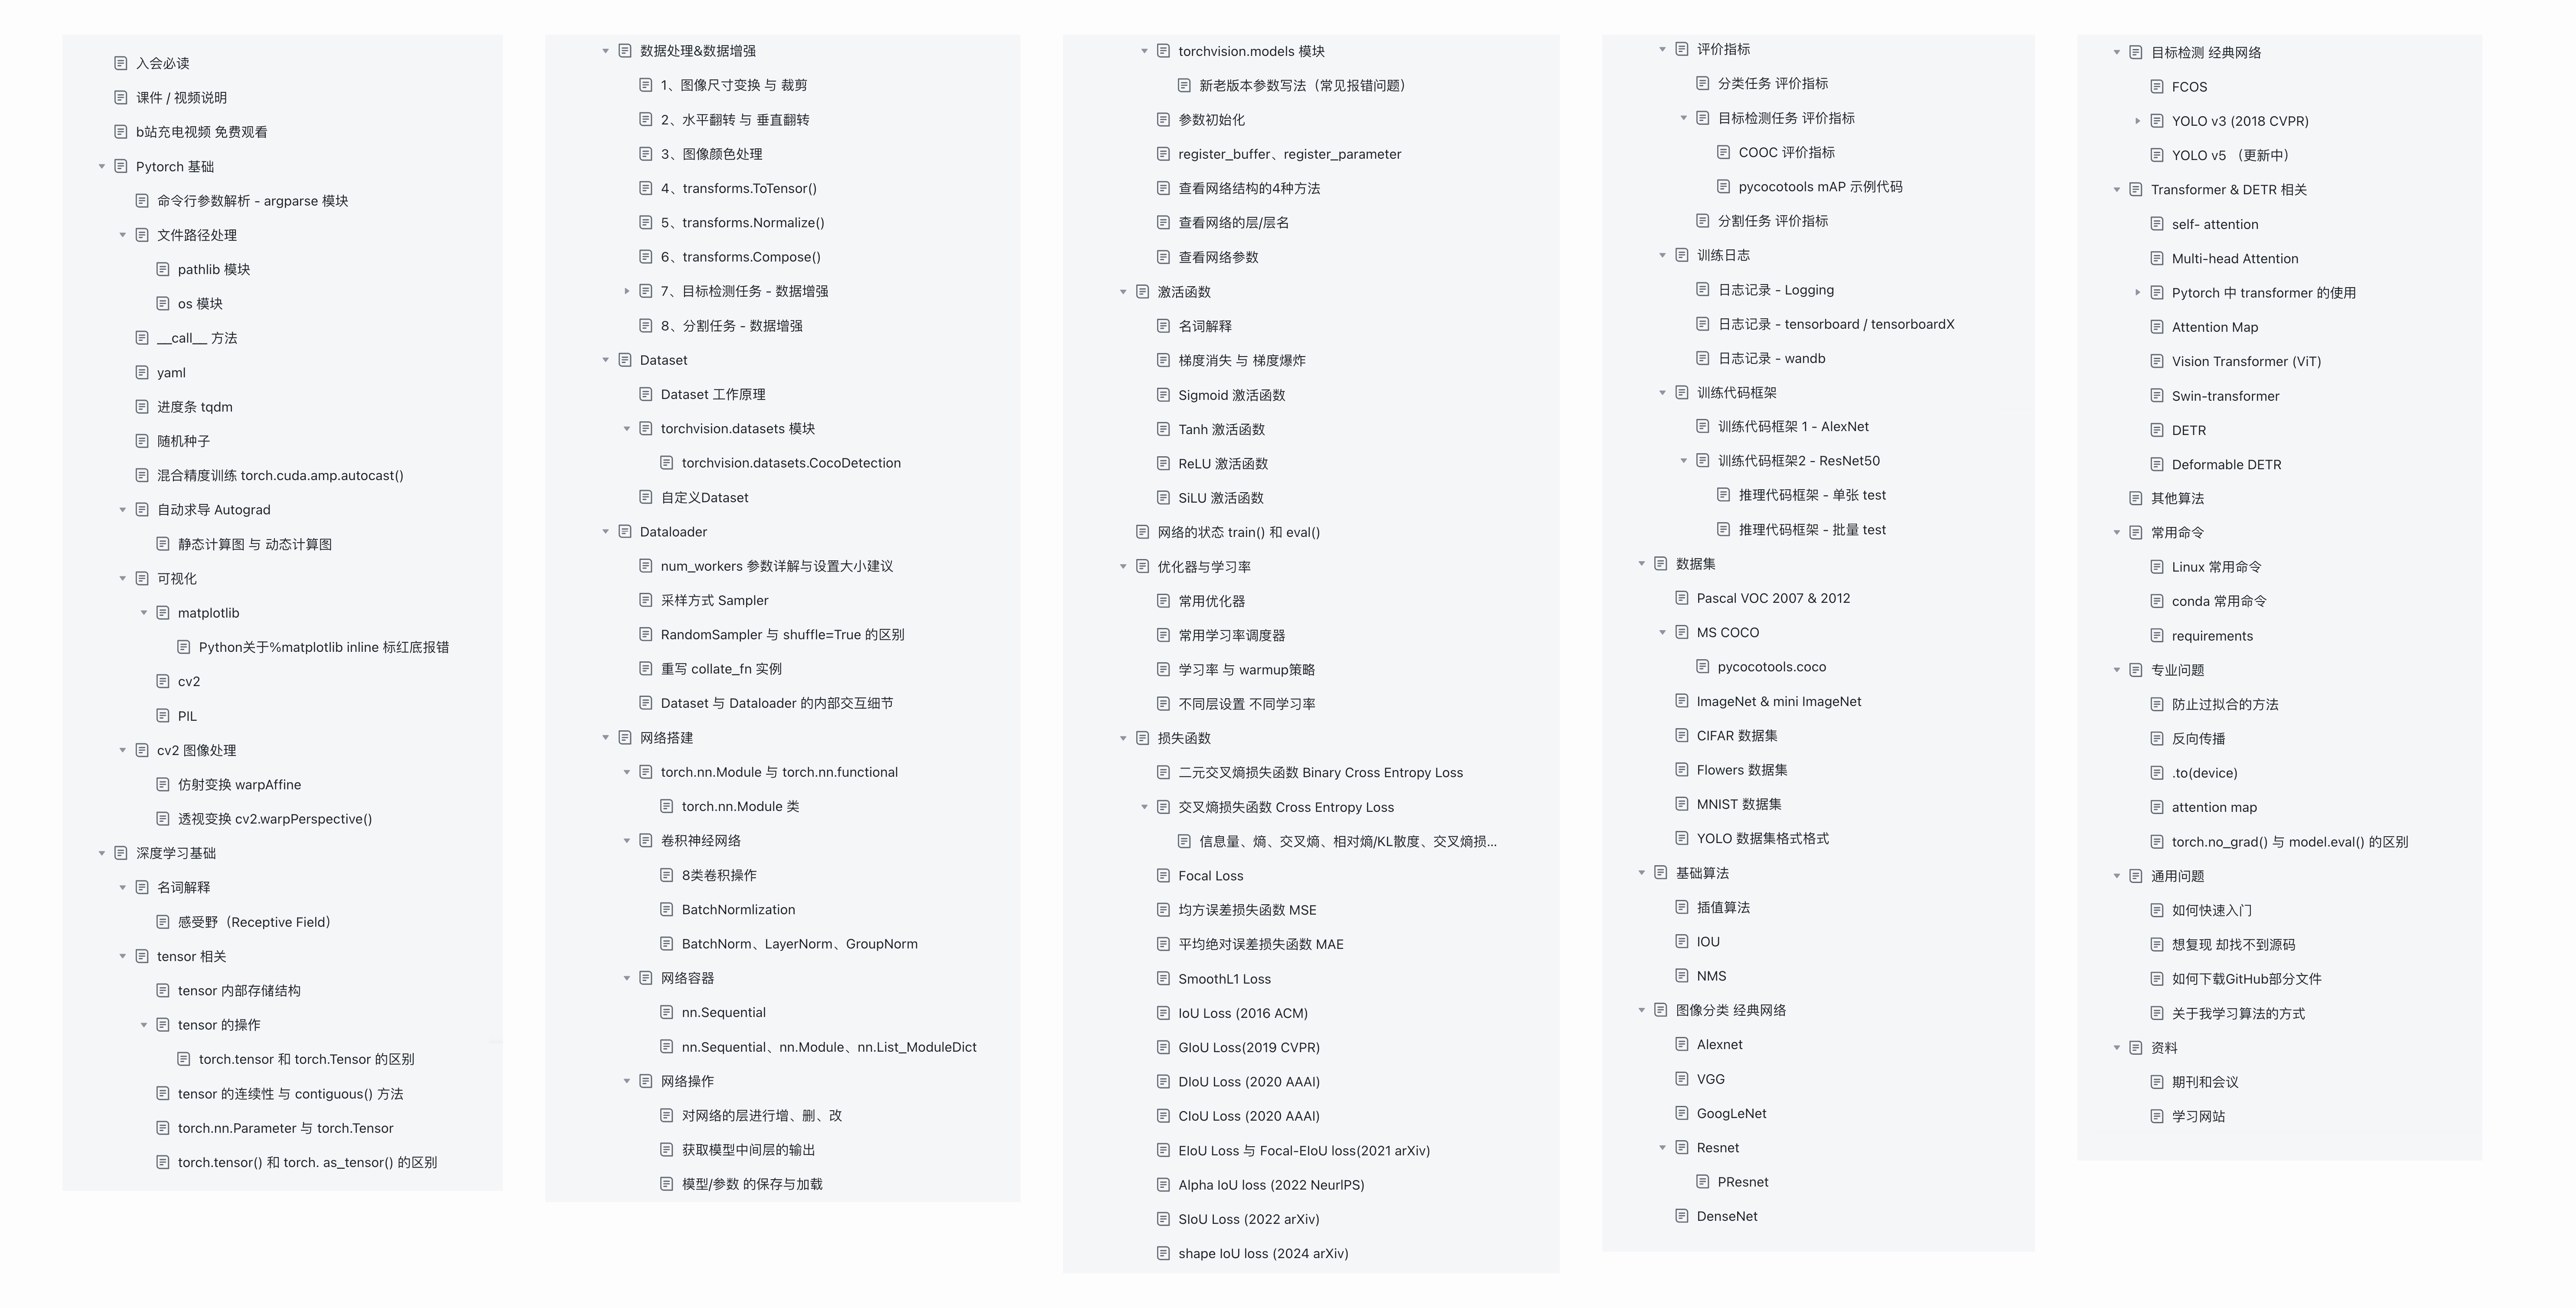 入会必读
课件 / 视频说明
b站充电视频 免费观看
Pytorch 基础
命令行参数解析 - argparse 模块
文件路径处理
pathlib 模块
os 模块
__call__ 方法
yaml
进度条 tqdm
随机种子
混合精度训练 torch.cuda.amp.autocast()
自动求导 Autograd
静态计算图 与 动态计算图
可视化
matplotlib
Python关于%matplotlib inline 标红底报错
cv2
PIL
cv2 图像处理
仿射变换 warpAffine
透视变换 cv2.warpPerspective()
深度学习基础
名词解释
感受野（Receptive Field）
tensor 相关
tensor 内部存储结构
tensor 的操作
torch.tensor 和 torch.Tensor 的区别
tensor 的连续性 与 contiguous() 方法
torch.nn.Parameter 与 torch.Tensor
torch.tensor() 和 torch. as_tensor() 的区别
数据处理&数据增强
1、图像尺寸变换 与 裁剪
2、水平翻转 与 垂直翻转
3、图像颜色处理
4、transforms.ToTensor()
5、transforms.Normalize()
6、transforms.Compose()
7、目标检测任务 - 数据增强
8、分割任务 - 数据增强
Dataset
Dataset 工作原理
torchvision.datasets 模块
torchvision.datasets.CocoDetection
自定义Dataset
Dataloader
num_workers 参数详解与设置大小建议
采样方式 Sampler
RandomSampler 与 shuffle=True 的区别
重写 collate_fn 实例
Dataset 与 Dataloader 的内部交互细节
网络搭建
torch.nn.Module 与 torch.nn.functional
torch.nn.Module 类
卷积神经网络
8类卷积操作
BatchNormlization
BatchNorm、LayerNorm、GroupNorm
网络容器
nn.Sequential
nn.Sequential、nn.Module、nn.List_ModuleDict
网络操作
对网络的层进行增、删、改
获取模型中间层的输出
模型/参数 的保存与加载
torchvision.models 模块
新老版本参数写法（常见报错问题）
参数初始化
register_buffer、register_parameter
查看网络结构的4种方法
查看网络的层/层名
查看网络参数
激活函数
名词解释
梯度消失 与 梯度爆炸
Sigmoid 激活函数
Tanh 激活函数
ReLU 激活函数
SiLU 激活函数
网络的状态 train() 和 eval()
优化器与学习率
常用优化器
常用学习率调度器
学习率 与 warmup策略
不同层设置 不同学习率
损失函数
二元交叉熵损失函数 Binary Cross Entropy Loss
交叉熵损失函数 Cross Entropy Loss
信息量、熵、交叉熵、相对熵/KL散度、交叉熵损...
Focal Loss
均方误差损失函数 MSE
平均绝对误差损失函数 MAE
SmoothL1 Loss
IoU Loss (2016 ACM)
GIoU Loss(2019 CVPR)
DIoU Loss (2020 AAAI)
CIoU Loss (2020 AAAI)
EIoU Loss 与 Focal-EIoU loss(2021 arXiv)
Alpha IoU loss (2022 NeurlPS)
SIoU Loss (2022 arXiv)
shape IoU loss (2024 arXiv)
评价指标
分类任务 评价指标
目标检测任务 评价指标
COOC 评价指标
pycocotools mAP 示例代码
分割任务 评价指标
训练日志
日志记录 - Logging
日志记录 - tensorboard / tensorboardX
日志记录 - wandb
训练代码框架
训练代码框架 1 - AlexNet
训练代码框架2 - ResNet50
推理代码框架 - 单张 test
推理代码框架 - 批量 test
数据集
Pascal VOC 2007 & 2012
MS COCO
pycocotools.coco
ImageNet & mini ImageNet
CIFAR 数据集
Flowers 数据集
MNIST 数据集
YOLO 数据集格式格式
基础算法
插值算法
IOU
NMS
图像分类 经典网络
Alexnet
VGG
GoogLeNet
Resnet
PResnet
DenseNet
目标检测 经典网络
FCOS
YOLO v3 (2018 CVPR)
YOLO v5 （更新中）
Transformer & DETR 相关
self- attention
Multi-head Attention
Pytorch 中 transformer 的使用
Attention Map
Vision Transformer (ViT)
Swin-transformer
DETR
Deformable DETR
其他算法
常用命令
Linux 常用命令
conda 常用命令
requirements
专业问题
防止过拟合的方法
反向传播
.to(device)
attention map
torch.no_grad() 与 model.eval() 的区别
通用问题
如何快速入门
想复现 却找不到源码
如何下载GitHub部分文件
关于我学习算法的方式
资料
期刊和会议
学习网站